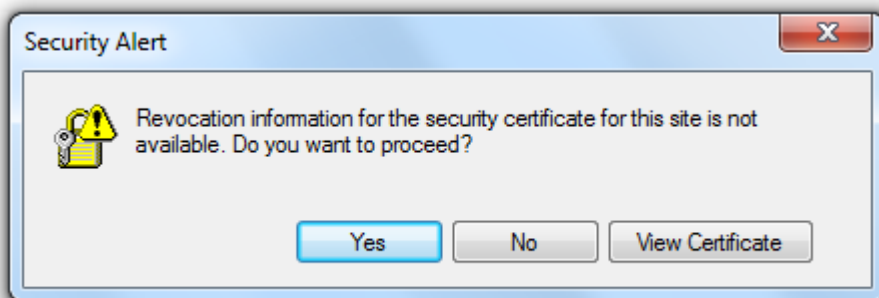 Security Alert
Revocation information for the security certificate for this site is not
available. Do you want to proceed?
Yes No View Certificate